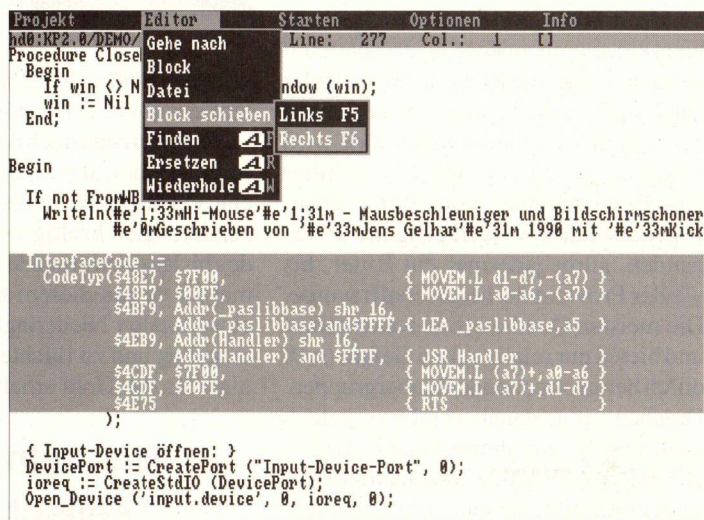 Projekt Editor Starten Optionen Info
hd0:KP2.0/DEMO/ Line: 277 Col.: 1 []
Gehe nach
Block
Datei
Block schieben
Finden A F
Ersetzen A R
Wiederhole A W
Links F5
Rechts F6
Procedure Close
Begin
If win <> N ndow (win);
win := Nil
End;
Begin
If not FromWB
Writeln(#e'1;33mHi-Mouse'#e'1;31m - Mausbeschleuniger und Bildschirmschoner
#e'0mGeschrieben von '#e'33mJens Gelhar'#e'31m 1990 mit '#e'33mKick
InterfaceCode :=
CodeTyp($48E7, $7F00, { MOVEM.L d1-d7,-(a7) }
$48E7, $00FE, { MOVEM.L a0-a6,-(a7) }
$4BF9, Addr(_paslibbase) shr 16,
Addr(_paslibbase)and$FFFF,{ LEA _paslibbase,a5 }
$4EB9, Addr(Handler) shr 16,
Addr(Handler) and $FFFF, { JSR Handler }
$4CDF, $7F00, { MOVEM.L (a7)+,a0-a6 }
$4CDF, $00FE, { MOVEM.L (a7)+,d1-d7 }
$4E75 { RTS }
);
{ Input-Device öffnen: }
DevicePort := CreatePort ("Input-Device-Port", 0);
ioreq := CreateStdIO (DevicePort);
Open_Device ('input.device', 0, ioreq, 0);